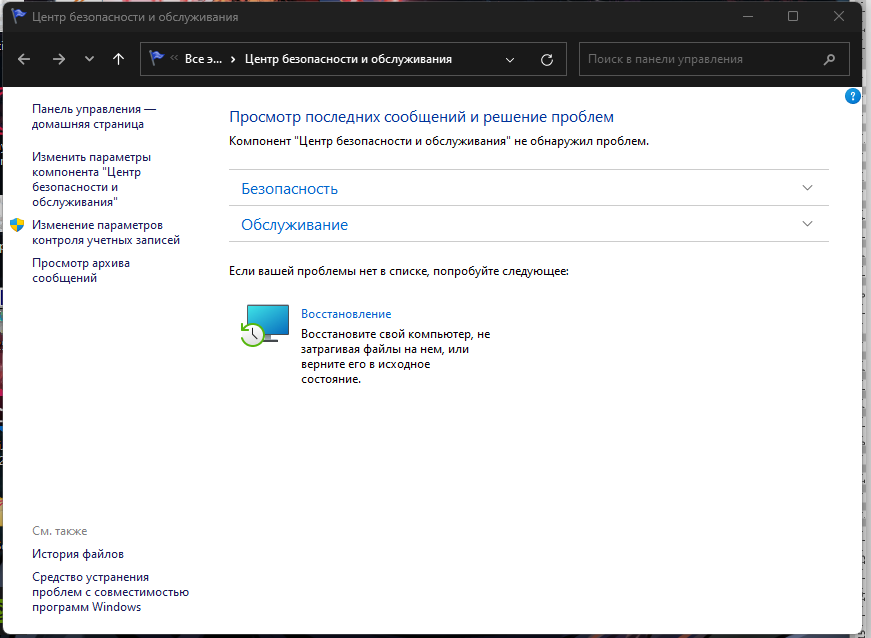 Центр безопасности и обслуживания
Все э... › Центр безопасности и обслуживания
Поиск в панели управления
Панель управления —
домашняя страница
Изменить параметры
компонента "Центр
безопасности и
обслуживания"
Изменение параметров
контроля учетных записей
Просмотр архива
сообщений
Просмотр последних сообщений и решение проблем
Компонент "Центр безопасности и обслуживания" не обнаружил проблем.
Безопасность
Обслуживание
Если вашей проблемы нет в списке, попробуйте следующее:
Восстановление
Восстановите свой компьютер, не
затрагивая файлы на нем, или
верните его в исходное
состояние.
См. также
История файлов
Средство устранения
проблем с совместимостью
программ Windows